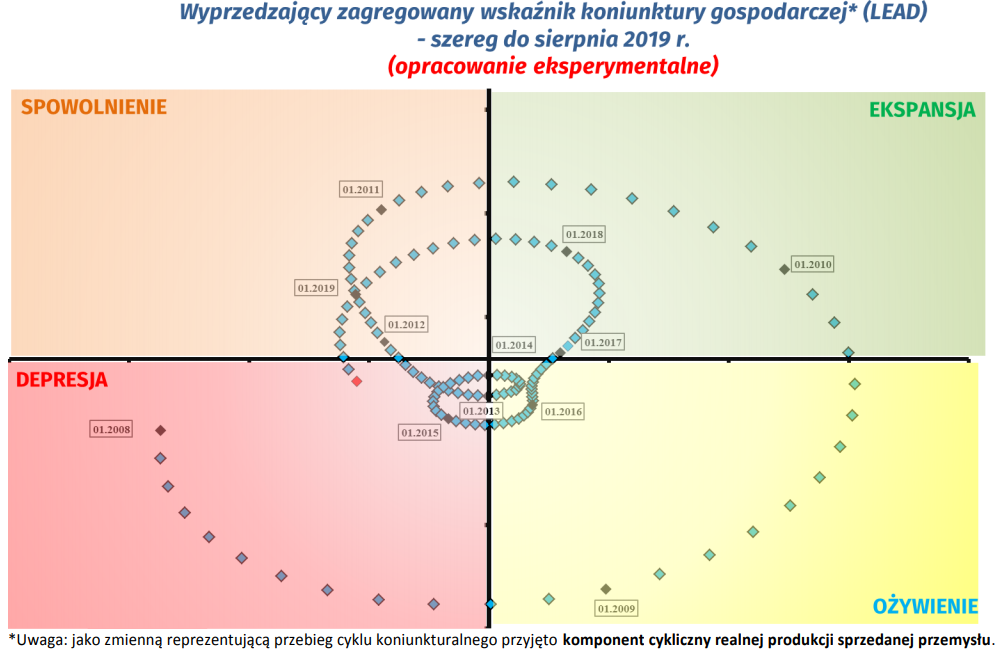 Wyprzedzający zagregowany wskaźnik koniunktury gospodarczej* (LEAD)
- szereg do sierpnia 2019 r.
(opracowanie eksperymentalne)
SPOWOLNIENIE
EKSPANSJA
01.2011
01.2018
01.2010
01.2019
01.2012
01.2014
01.2017
DEPRESJA
01.2013
01.2016
01.2008
01.2015
01.2009
OŻYWIENIE
*Uwaga: jako zmienną reprezentującą przebieg cyklu koniunkturalnego przyjęto komponent cykliczny realnej produkcji sprzedanej przemysłu.